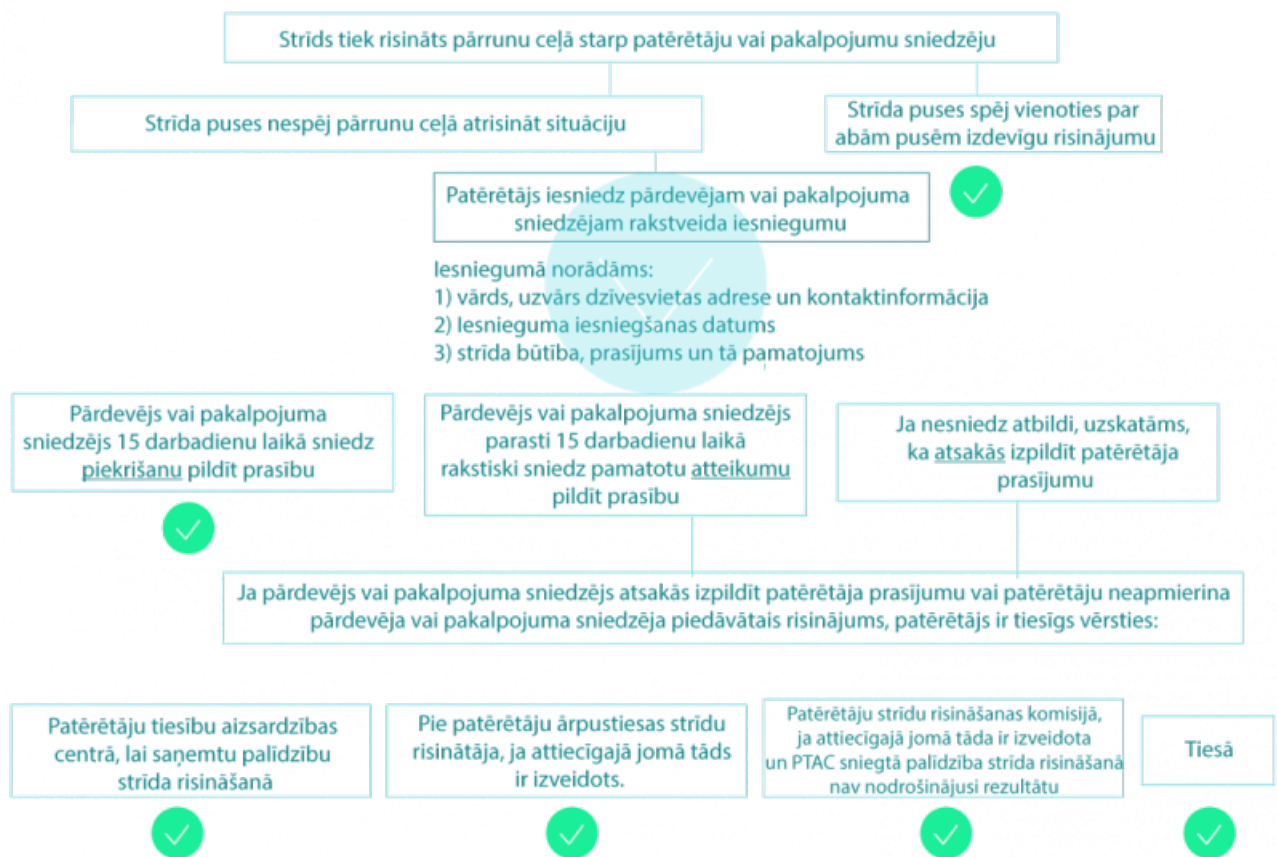 Strīds tiek risināts pārrunu ceļā starp patērētāju vai pakalpojumu sniedzēju
Strīda puses nespēj pārrunu ceļā atrisināt situāciju
Strīda puses spēj vienoties par
abām pusēm izdevīgu risinājumu
Patērētājs iesniedz pārdevējam vai pakalpojuma
sniedzējam rakstveida iesniegumu
Iesniegumā norādāms:
1) vārds, uzvārs dzīvesvietas adrese un kontaktinformācija
2) Iesnieguma iesniegšanas datums
3) strīda būtība, prasījums un tā pamatojums
Pārdevējs vai pakalpojuma
sniedzējs 15 darbadienu laikā sniedz
piekrišanu pildīt prasību
Pārdevējs vai pakalpojuma sniedzējs
parasti 15 darbadienu laikā
rakstiski sniedz pamatotu atteikumu
pildīt prasību
Ja nesniedz atbildi, uzskatāms,
ka atsakās izpildīt patērētāja
prasījumu
Ja pārdevējs vai pakalpojuma sniedzējs atsakās izpildīt patērētāja prasījumu vai patērētāju neapmierina
pārdevēja vai pakalpojuma sniedzēja piedāvātais risinājums, patērētājs ir tiesīgs vērsties:
Patērētāju tiesību aizsardzības
centrā, lai saņemtu palīdzību
strīda risināšanā
Pie patērētāju ārpustiesas strīdu
risinātāja, ja attiecīgajā jomā tāds
ir izveidots.
Patērētāju strīdu risināšanas komisijā,
ja attiecīgajā jomā tāda ir izveidota
un PTAC sniegtā palīdzība strīda risināšanā
nav nodrošinājusi rezultātu
Tiesā